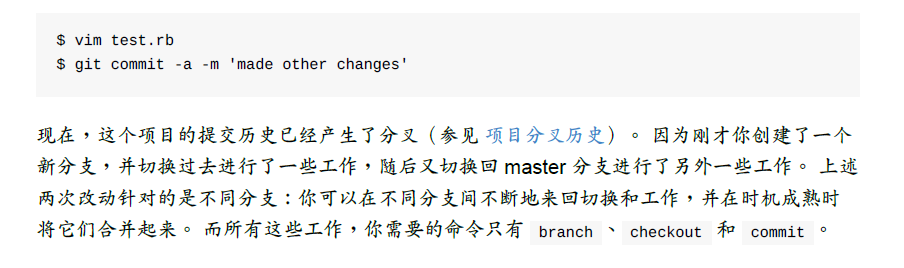 $ vim test.rb
$ git commit -a -m 'made other changes'
现在，这个项目的提交历史已经产生了分叉（参见 项目分叉历史）。 因为刚才你创建了一个
新分支，并切换过去进行了一些工作，随后又切换回 master 分支进行了另外一些工作。 上述
两次改动针对的是不同分支：你可以在不同分支间不断地来回切换和工作，并在时机成熟时
将它们合并起来。 而所有这些工作，你需要的命令只有 branch 、 checkout 和 commit 。